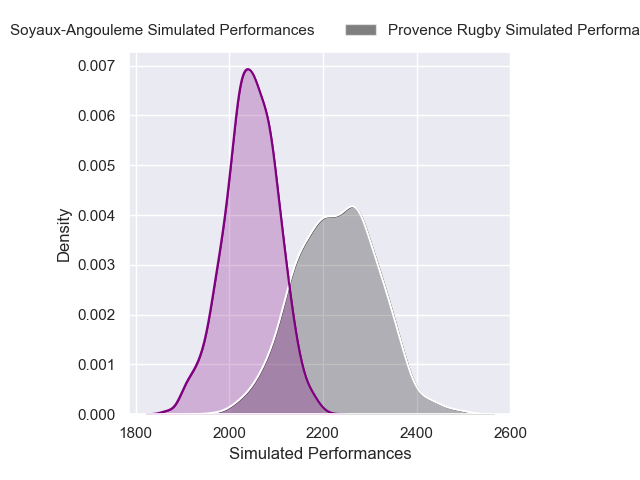 Soyaux-Angouleme Simulated Performances Provence Rugby Simulated Performa
0.007
0.006
0.005
0.004
0.003
0.002
0.001
0.000
Density
1800 2000 2200 2400 2600
Simulated Performances